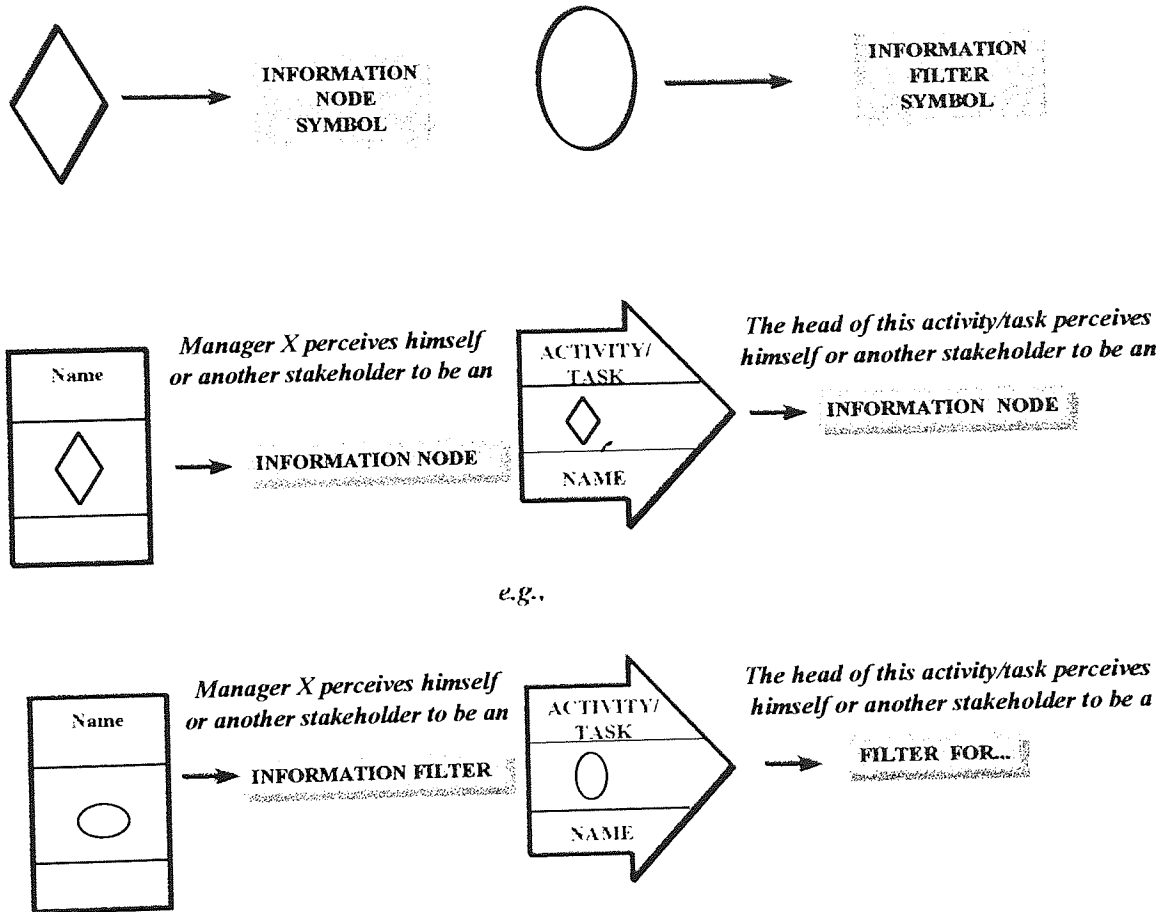 INFORMATION
NODE
SYMBOL
INFORMATION
FILTER
SYMBOL
Name
Manager X perceives himself
or another stakeholder to be an
INFORMATION NODE
ACTIVITY/
TASK
NAME
The head of this activity/task perceives
himself or another stakeholder to be an
INFORMATION NODE
e.g.,
Name
Manager X perceives himself
or another stakeholder to be an
INFORMATION FILTER
ACTIVITY/
TASK
NAME
The head of this activity/task perceives
himself or another stakeholder to be a
FILTER FOR...